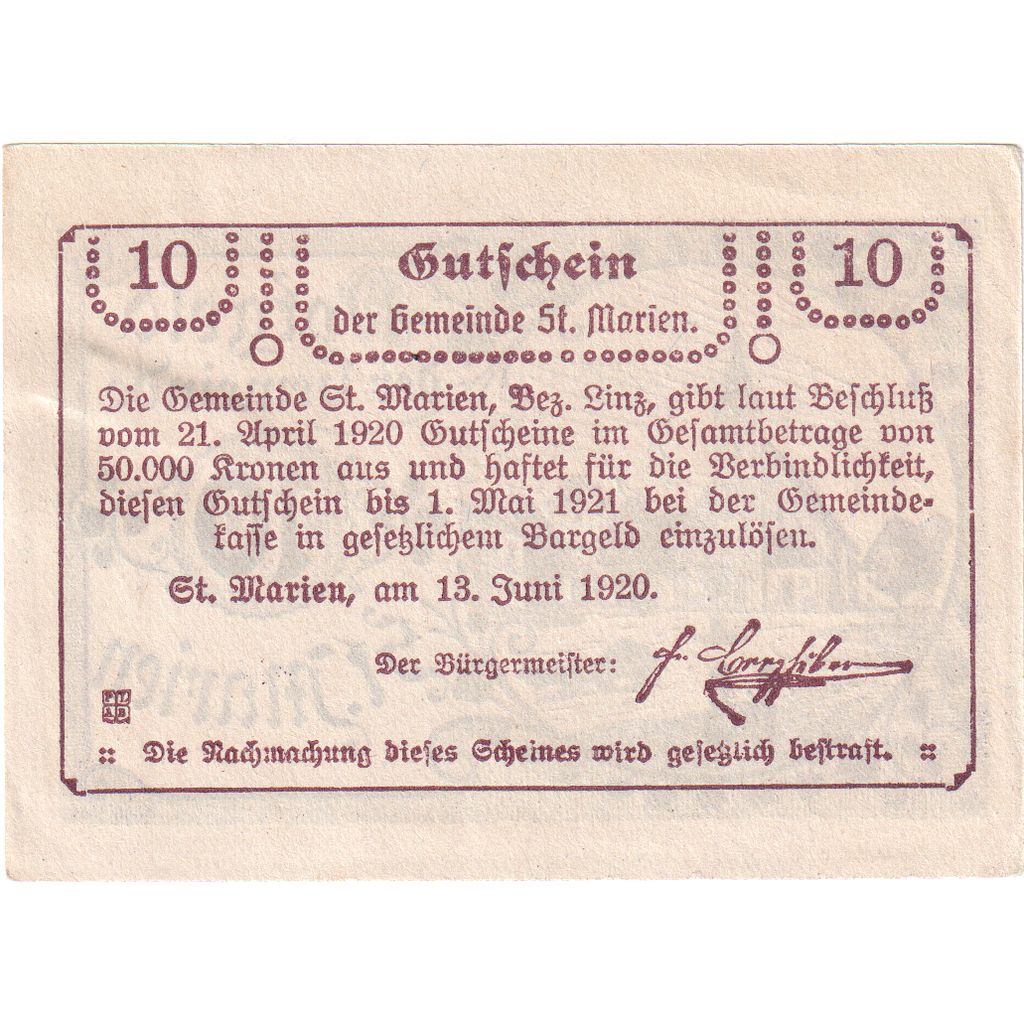 10 Gutschein 10
der Gemeinde St. Marien.
Die Gemeinde St. Marien, Bez. Linz, gibt laut Beschluß
vom 21. April 1920 Gutscheine im Gesamtbetrage von
50.000 Kronen aus und haftet für die Verbindlichkeit,
diesen Gutschein bis 1. Mai 1921 bei der Gemeinde-
kasse in gesetzlichem Bargeld einzulösen.
St. Marien, am 13. Juni 1920.
Der Bürgermeister:
:: Die Nachmachung dieses Scheines wird gesetzlich bestraft. ::